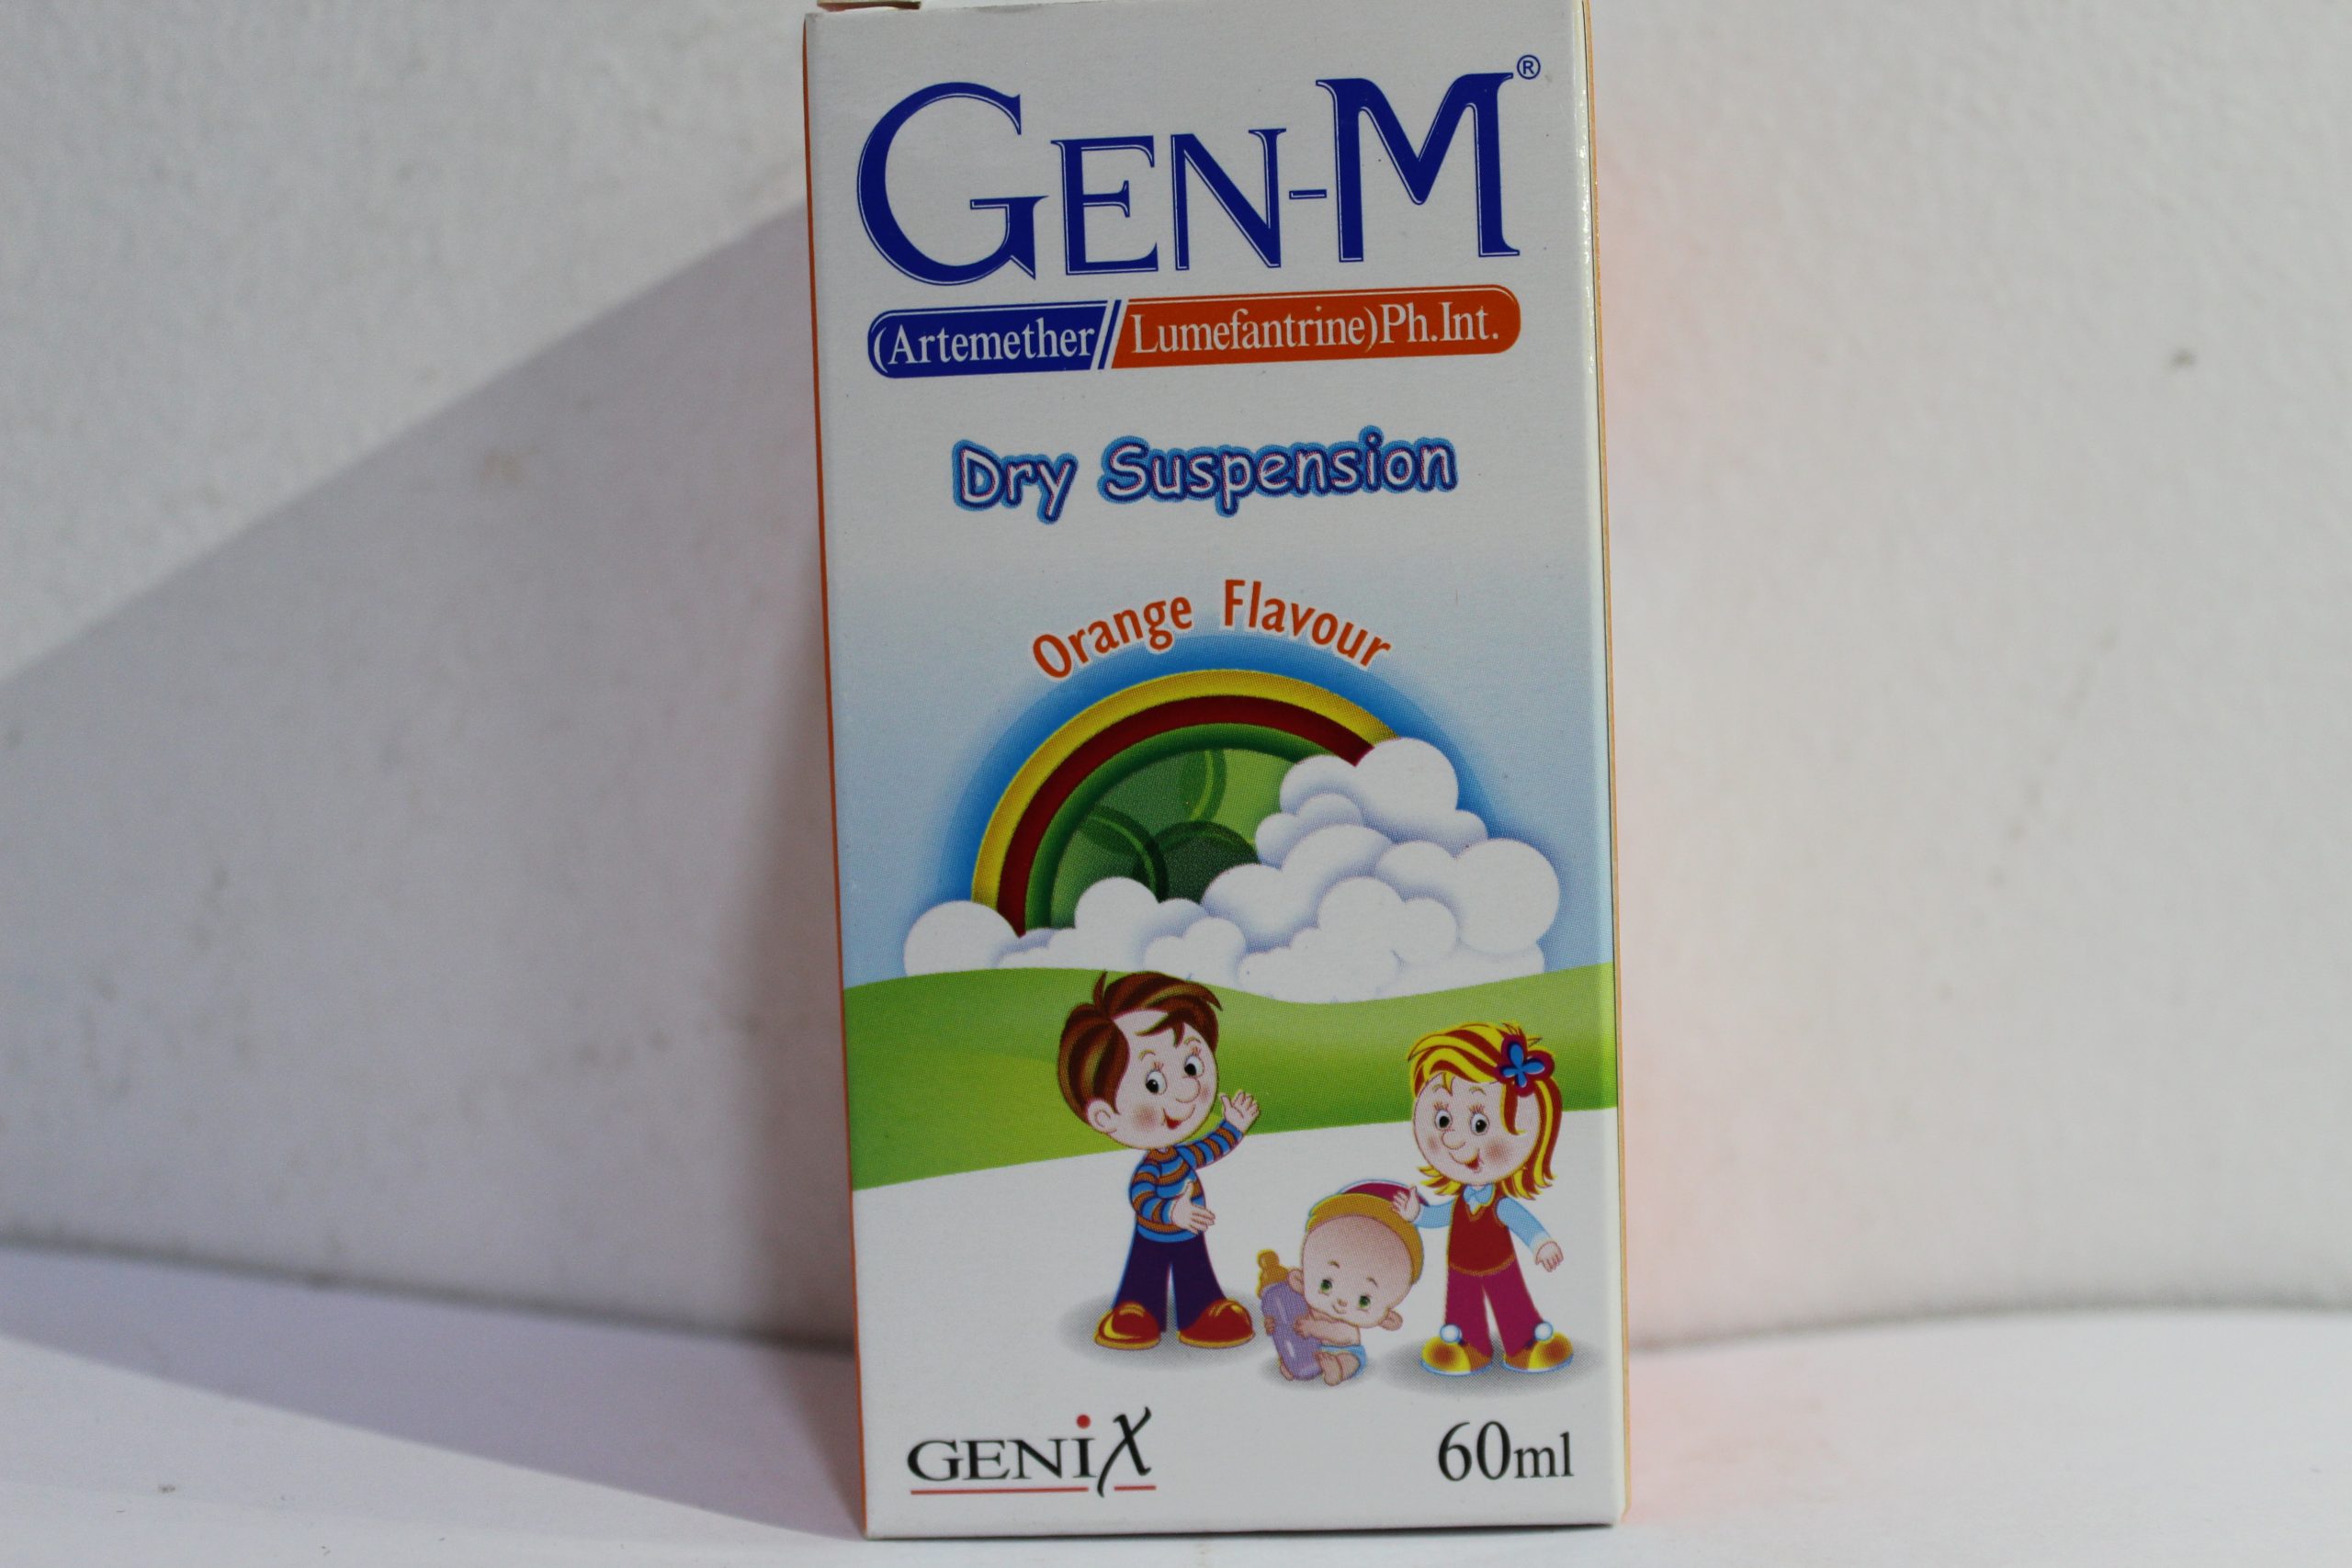 GEN-M®
(Artemether//Lumefantrine)Ph.Int.
Dry Suspension
Orange Flavour
GENiX
60ml